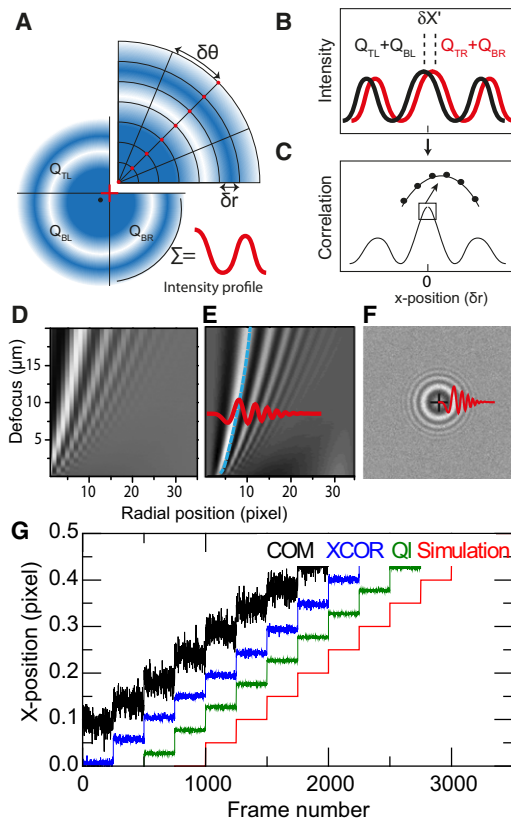 A
δθ
Q_TL
Q_BL
Q_BR
δr
Σ=
Intensity profile
B
δX'
Intensity
Q_TL+Q_BL
Q_TR+Q_BR
C
Correlation
0
x-position (δr)
D
E
F
Defocus (µm)
15
10
5
10 20 30
10 20 30
Radial position (pixel)
G
0.5
0.4
0.3
0.2
0.1
0.0
X-position (pixel)
COM XCOR QI Simulation
0 1000 2000 3000
Frame number